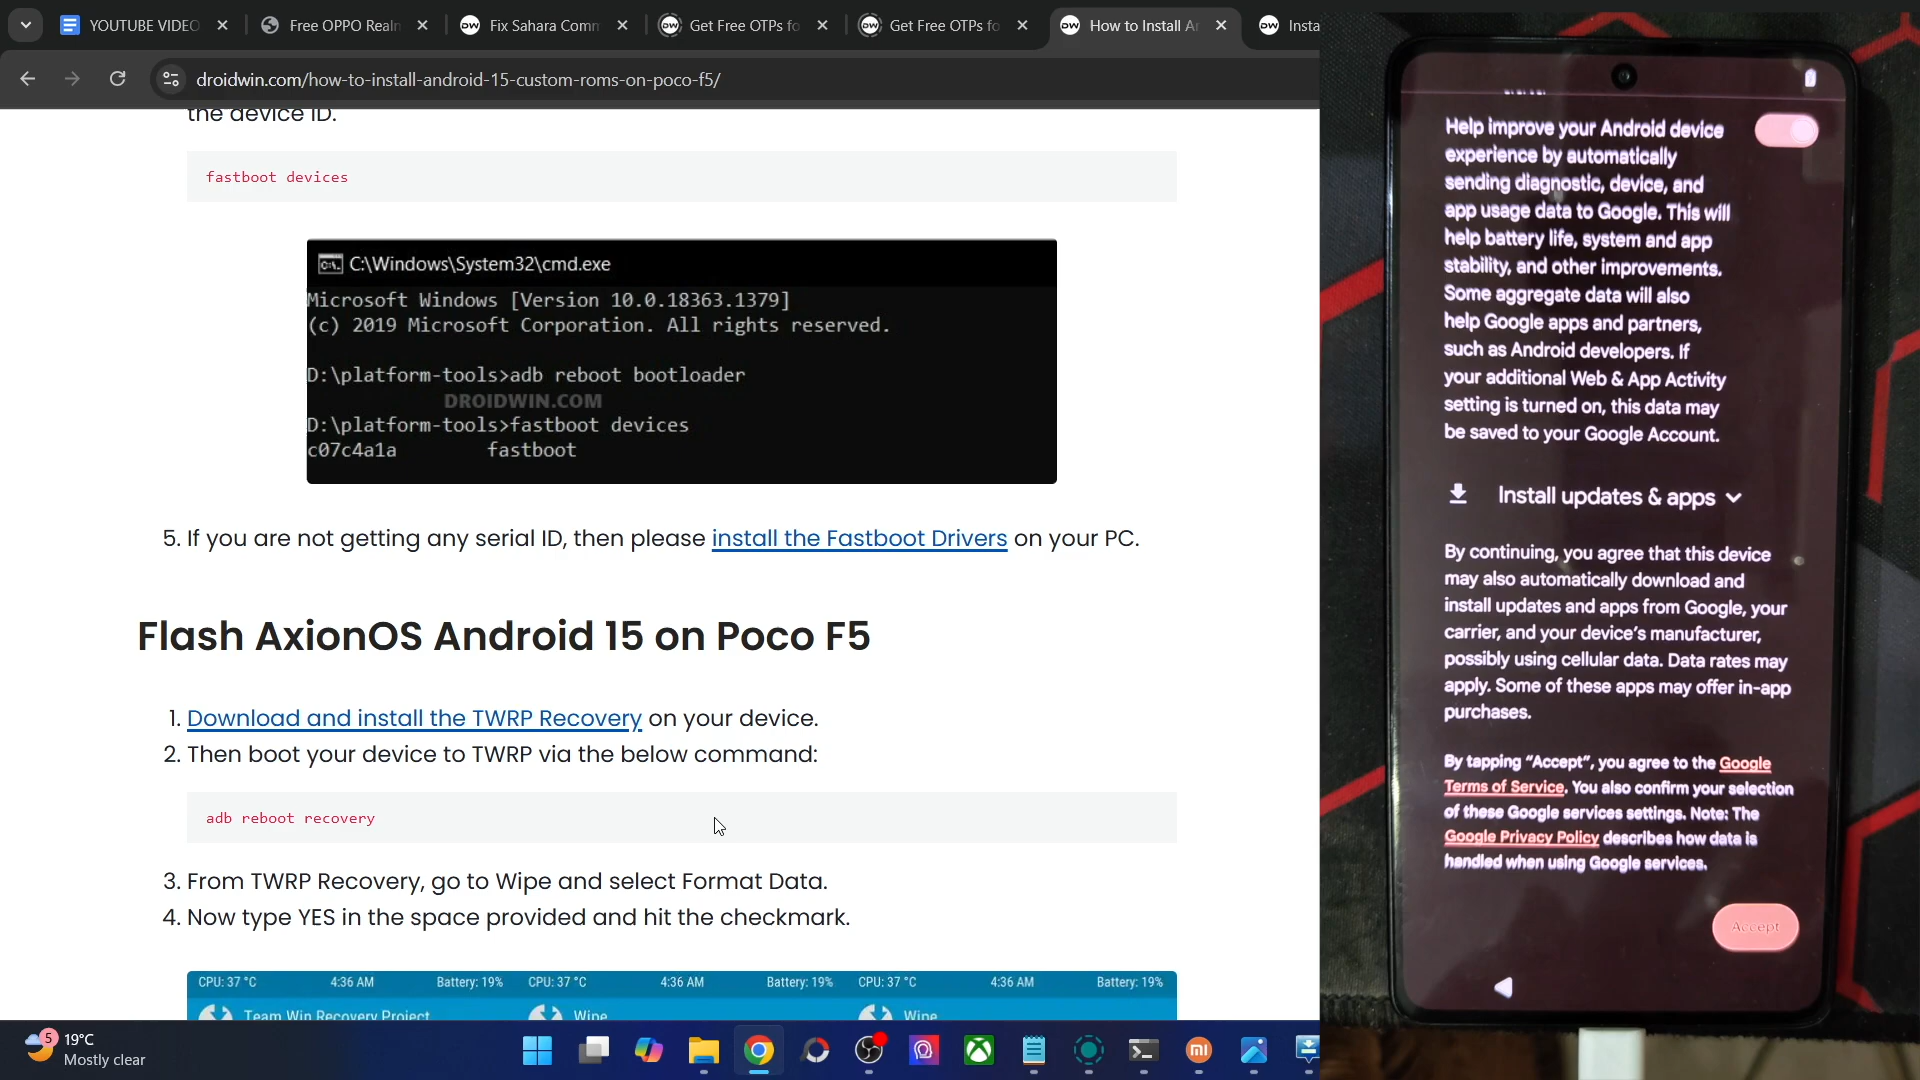 YOUTUBE VIDEO
Free OPPO Realm
Fix Sahara Comm
Get Free OTPs fo
Get Free OTPs fo
How to Install An
Insta
droidwin.com/how-to-install-android-15-custom-roms-on-poco-f5/
the device ID.
fastboot devices
C:\Windows\System32\cmd.exe
Microsoft Windows [Version 10.0.18363.1379]
(c) 2019 Microsoft Corporation. All rights reserved.
D:\platform-tools>adb reboot bootloader
DROIDWIN.COM
D:\platform-tools>fastboot devices
c07c4a1a fastboot
5. If you are not getting any serial ID, then please install the Fastboot Drivers on your PC.
Flash AxionOS Android 15 on Poco F5
1. Download and install the TWRP Recovery on your device.
2. Then boot your device to TWRP via the below command:
adb reboot recovery
3. From TWRP Recovery, go to Wipe and select Format Data.
4. Now type YES in the space provided and hit the checkmark.
CPU: 37 °C 4:36 AM Battery: 19% CPU: 37 °C 4:36 AM Battery: 19% CPU: 37 °C 4:36 AM Battery: 19%
Team Win Recovery Project Wipe Wipe
5 19°C
Mostly clear
Help improve your Android device
experience by automatically
sending diagnostic, device, and
app usage data to Google. This will
help battery life, system and app
stability, and other improvements.
Some aggregate data will also
help Google apps and partners,
such as Android developers. If
your additional Web & App Activity
setting is turned on, this data may
be saved to your Google Account.
Install updates & apps
By continuing, you agree that this device
may also automatically download and
install updates and apps from Google, your
carrier, and your device's manufacturer,
possibly using cellular data. Data rates may
apply. Some of these apps may offer in-app
purchases.
By tapping “Accept”, you agree to the Google
Terms of Service. You also confirm your selection
of these Google services settings. Note: The
Google Privacy Policy describes how data is
handled when using Google services.
Accept